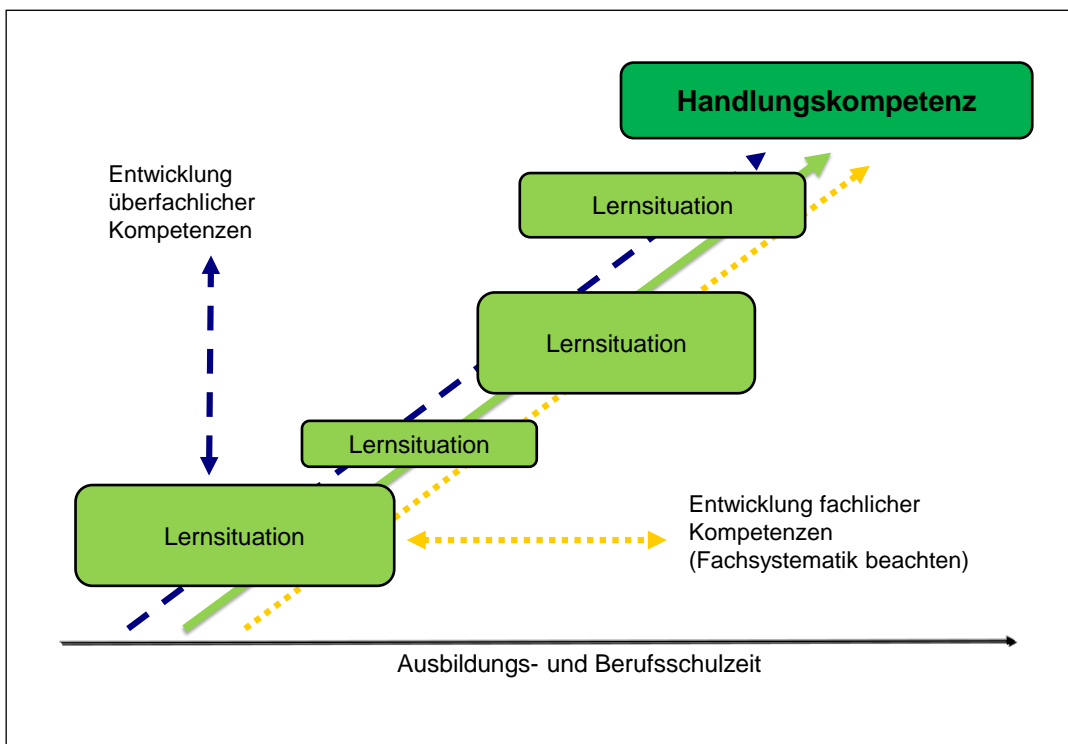 Handlungskompetenz
Entwicklung
überfachlicher
Kompetenzen
Lernsituation
Lernsituation
Lernsituation
Lernsituation
Entwicklung fachlicher
Kompetenzen
(Fachsystematik beachten)
Ausbildungs- und Berufsschulzeit